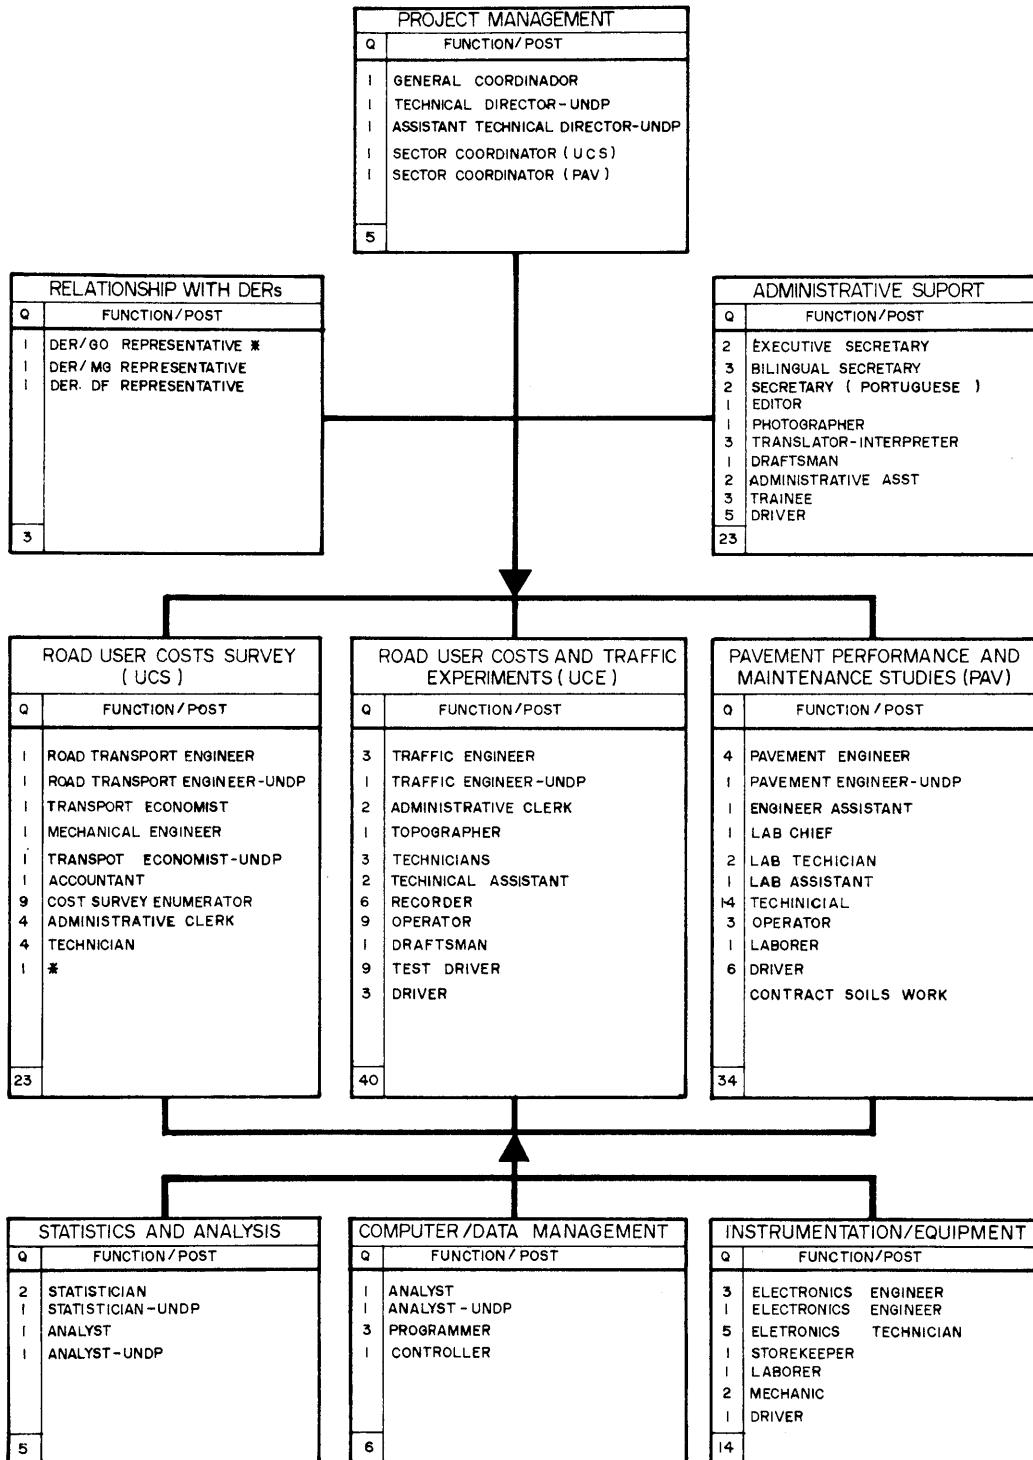 PROJECT MANAGEMENT
Q FUNCTION/POST
1 GENERAL COORDINADOR
1 TECHNICAL DIRECTOR-UNDP
1 ASSISTANT TECHNICAL DIRECTOR-UNDP
1 SECTOR COORDINATOR (UCS)
1 SECTOR COORDINATOR (PAV)
5
RELATIONSHIP WITH DERs
Q FUNCTION/POST
1 DER/GO REPRESENTATIVE *
1 DER/MG REPRESENTATIVE
1 DER. DF REPRESENTATIVE
3
ADMINISTRATIVE SUPORT
Q FUNCTION/POST
2 EXECUTIVE SECRETARY
3 BILINGUAL SECRETARY
2 SECRETARY (PORTUGUESE )
1 EDITOR
1 PHOTOGRAPHER
3 TRANSLATOR-INTERPRETER
1 DRAFTSMAN
2 ADMINISTRATIVE ASST
3 TRAINEE
5 DRIVER
23
ROAD USER COSTS SURVEY
(UCS)
Q FUNCTION/POST
1 ROAD TRANSPORT ENGINEER
1 ROAD TRANSPORT ENGINEER-UNDP
1 TRANSPORT ECONOMIST
1 MECHANICAL ENGINEER
1 TRANSPOT ECONOMIST-UNDP
1 ACCOUNTANT
9 COST SURVEY ENUMERATOR
4 ADMINISTRATIVE CLERK
4 TECHNICIAN
1 *
23
ROAD USER COSTS AND TRAFFIC
EXPERIMENTS (UCE)
Q FUNCTION/POST
3 TRAFFIC ENGINEER
1 TRAFFIC ENGINEER-UNDP
2 ADMINISTRATIVE CLERK
1 TOPOGRAPHER
3 TECHNICIANS
2 TECHINICAL ASSISTANT
6 RECORDER
9 OPERATOR
1 DRAFTSMAN
9 TEST DRIVER
3 DRIVER
40
PAVEMENT PERFORMANCE AND
MAINTENANCE STUDIES (PAV)
Q FUNCTION/POST
4 PAVEMENT ENGINEER
1 PAVEMENT ENGINEER-UNDP
1 ENGINEER ASSISTANT
1 LAB CHIEF
2 LAB TECHICIAN
1 LAB ASSISTANT
14 TECHINICIAL
3 OPERATOR
1 LABORER
6 DRIVER
CONTRACT SOILS WORK
34
STATISTICS AND ANALYSIS
Q FUNCTION/POST
2 STATISTICIAN
1 STATISTICIAN-UNDP
1 ANALYST
1 ANALYST-UNDP
5
COMPUTER/DATA MANAGEMENT
Q FUNCTION/POST
1 ANALYST
1 ANALYST-UNDP
3 PROGRAMMER
1 CONTROLLER
6
INSTRUMENTATION/EQUIPMENT
Q FUNCTION/POST
3 ELECTRONICS ENGINEER
1 ELECTRONICS ENGINEER
5 ELETRONICS TECHNICIAN
1 STOREKEEPER
1 LABORER
2 MECHANIC
1 DRIVER
14